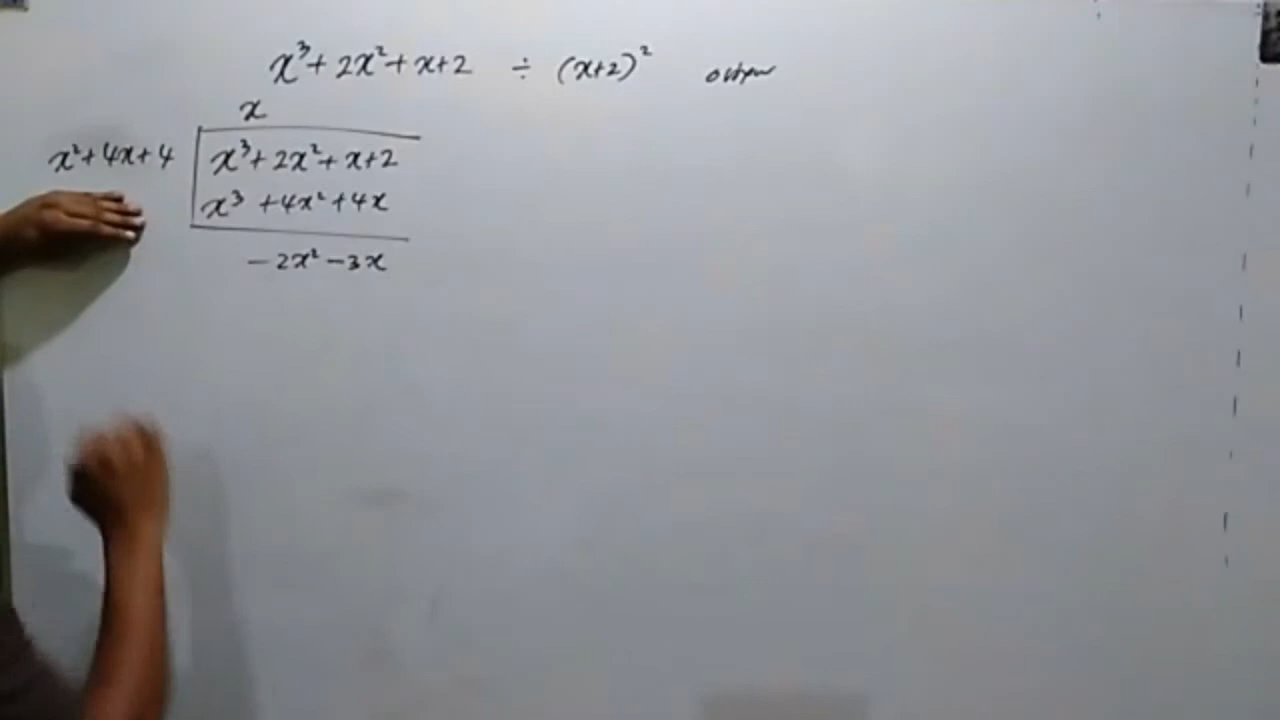 x³ + 2x² + x + 2 ÷ (x+2)²
x
x² + 4x + 4 x³ + 2x² + x + 2
x³ + 4x² + 4x
- 2x² - 3x